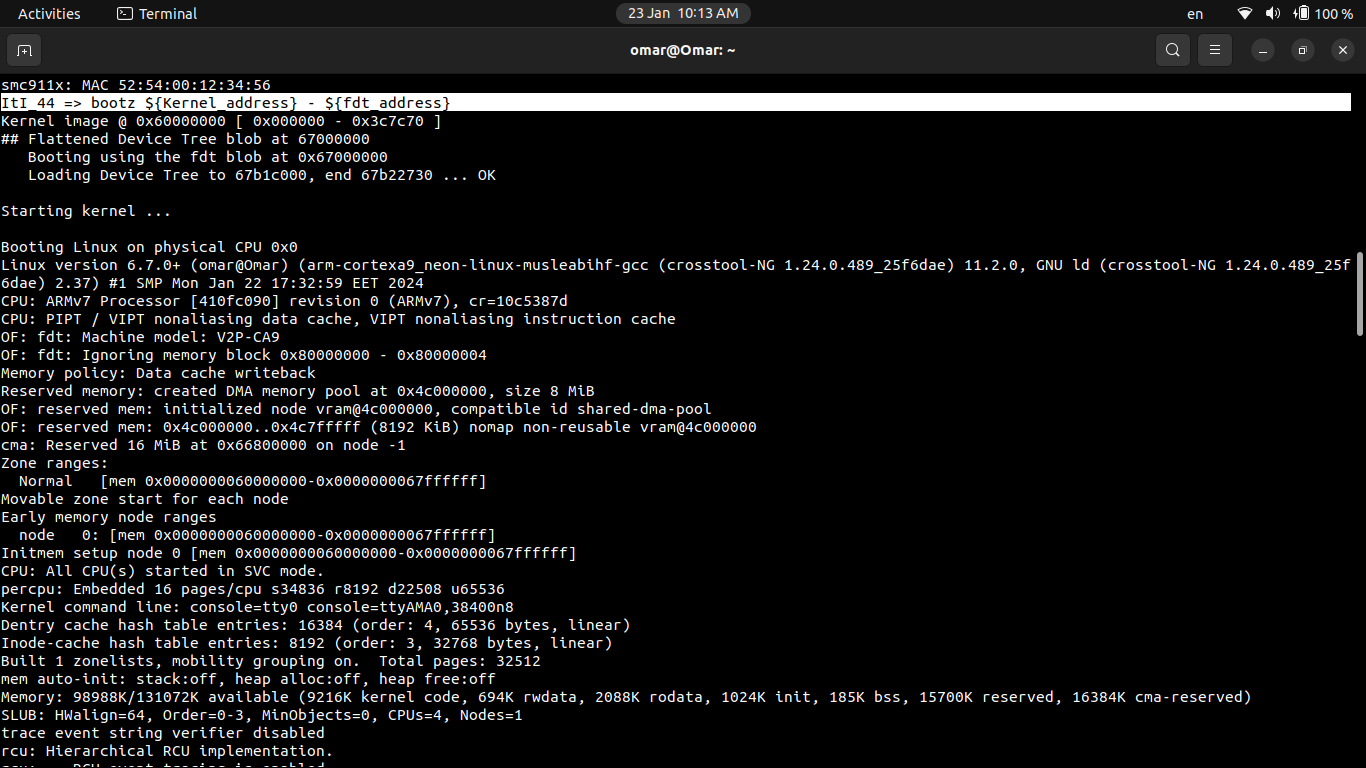 Activities Terminal 23 Jan 10:13 AM en 100 %
omar@Omar: ~
smc911x: MAC 52:54:00:12:34:56
ItI_44 => bootz ${Kernel_address} - ${fdt_address}
Kernel image @ 0x60000000 [ 0x000000 - 0x3c7c70 ]
## Flattened Device Tree blob at 67000000
   Booting using the fdt blob at 0x67000000
   Loading Device Tree to 67b1c000, end 67b22730 ... OK
Starting kernel ...
Booting Linux on physical CPU 0x0
Linux version 6.7.0+ (omar@Omar) (arm-cortexa9_neon-linux-musleabihf-gcc (crosstool-NG 1.24.0.489_25f6dae) 11.2.0, GNU ld (crosstool-NG 1.24.0.489_25f
6dae) 2.37) #1 SMP Mon Jan 22 17:32:59 EET 2024
CPU: ARMv7 Processor [410fc090] revision 0 (ARMv7), cr=10c5387d
CPU: PIPT / VIPT nonaliasing data cache, VIPT nonaliasing instruction cache
OF: fdt: Machine model: V2P-CA9
OF: fdt: Ignoring memory block 0x80000000 - 0x80000004
Memory policy: Data cache writeback
Reserved memory: created DMA memory pool at 0x4c000000, size 8 MiB
OF: reserved mem: initialized node vram@4c000000, compatible id shared-dma-pool
OF: reserved mem: 0x4c000000..0x4c7fffff (8192 KiB) nomap non-reusable vram@4c000000
cma: Reserved 16 MiB at 0x66800000 on node -1
Zone ranges:
  Normal   [mem 0x0000000060000000-0x0000000067ffffff]
Movable zone start for each node
Early memory node ranges
  node   0: [mem 0x0000000060000000-0x0000000067ffffff]
Initmem setup node 0 [mem 0x0000000060000000-0x0000000067ffffff]
CPU: All CPU(s) started in SVC mode.
percpu: Embedded 16 pages/cpu s34836 r8192 d22508 u65536
Kernel command line: console=tty0 console=ttyAMA0,38400n8
Dentry cache hash table entries: 16384 (order: 4, 65536 bytes, linear)
Inode-cache hash table entries: 8192 (order: 3, 32768 bytes, linear)
Built 1 zonelists, mobility grouping on.  Total pages: 32512
mem auto-init: stack:off, heap alloc:off, heap free:off
Memory: 98988K/131072K available (9216K kernel code, 694K rwdata, 2088K rodata, 1024K init, 185K bss, 15700K reserved, 16384K cma-reserved)
SLUB: HWalign=64, Order=0-3, MinObjects=0, CPUs=4, Nodes=1
trace event string verifier disabled
rcu: Hierarchical RCU implementation.